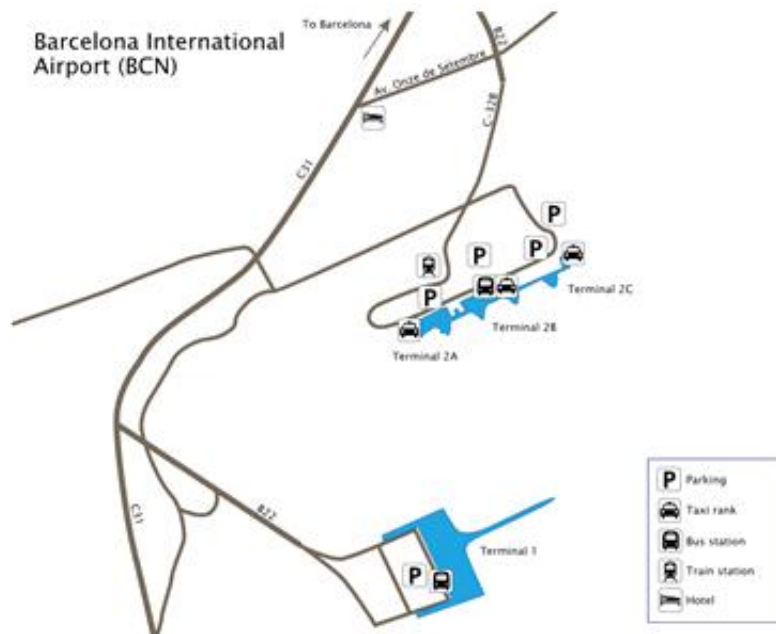 To Barcelona
Barcelona International
Airport (BCN)
B22
Av. Onze de Setembre
C-32B
C31
P
P
P
P
Terminal 2C
Terminal 2B
Terminal 2A
C31
B22
Terminal 1
P
P Parking
Taxi rank
Bus station
Train station
Hotel